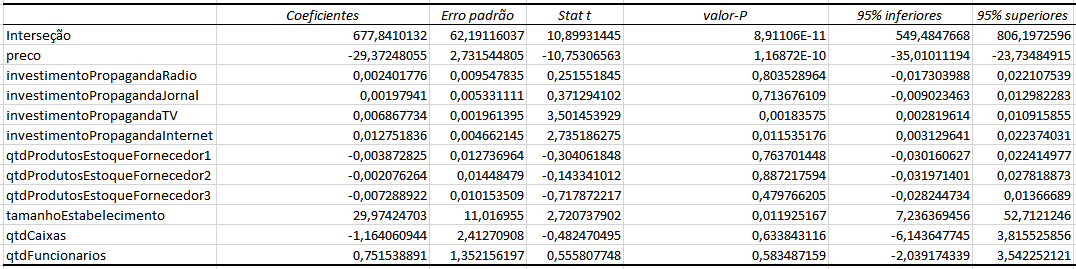 Coeficientes Erro padrão Stat t valor-P 95% inferiores 95% superiores
Interseção 677,8410132 62,19116037 10,89931445 8,91106E-11 549,4847668 806,1972596
preco -29,37248055 2,731544805 -10,75306563 1,16872E-10 -35,01011194 -23,73484915
investimentoPropagandaRadio 0,002401776 0,009547835 0,251551845 0,803528964 -0,017303988 0,022107539
investimentoPropagandaJornal 0,00197941 0,005331111 0,371294102 0,713676109 -0,009023463 0,012982283
investimentoPropagandaTV 0,006867734 0,001961395 3,501453929 0,00183575 0,002819614 0,010915855
investimentoPropagandaInternet 0,012751836 0,004662145 2,735186275 0,011535176 0,003129641 0,022374031
qtdProdutosEstoqueFornecedor1 -0,003872825 0,012736964 -0,304061848 0,763701448 -0,030160627 0,022414977
qtdProdutosEstoqueFornecedor2 -0,002076264 0,01448479 -0,143341012 0,887217594 -0,031971401 0,027818873
qtdProdutosEstoqueFornecedor3 -0,007288922 0,010153509 -0,717872217 0,479766205 -0,028244734 0,01366689
tamanhoEstabelecimento 29,97424703 11,016955 2,720737902 0,011925167 7,236369456 52,7121246
qtdCaixas -1,164060944 2,41270908 -0,482470495 0,633843116 -6,143647745 3,815525856
qtdFuncionarios 0,751538891 1,352156197 0,555807748 0,583487159 -2,039174339 3,542252121